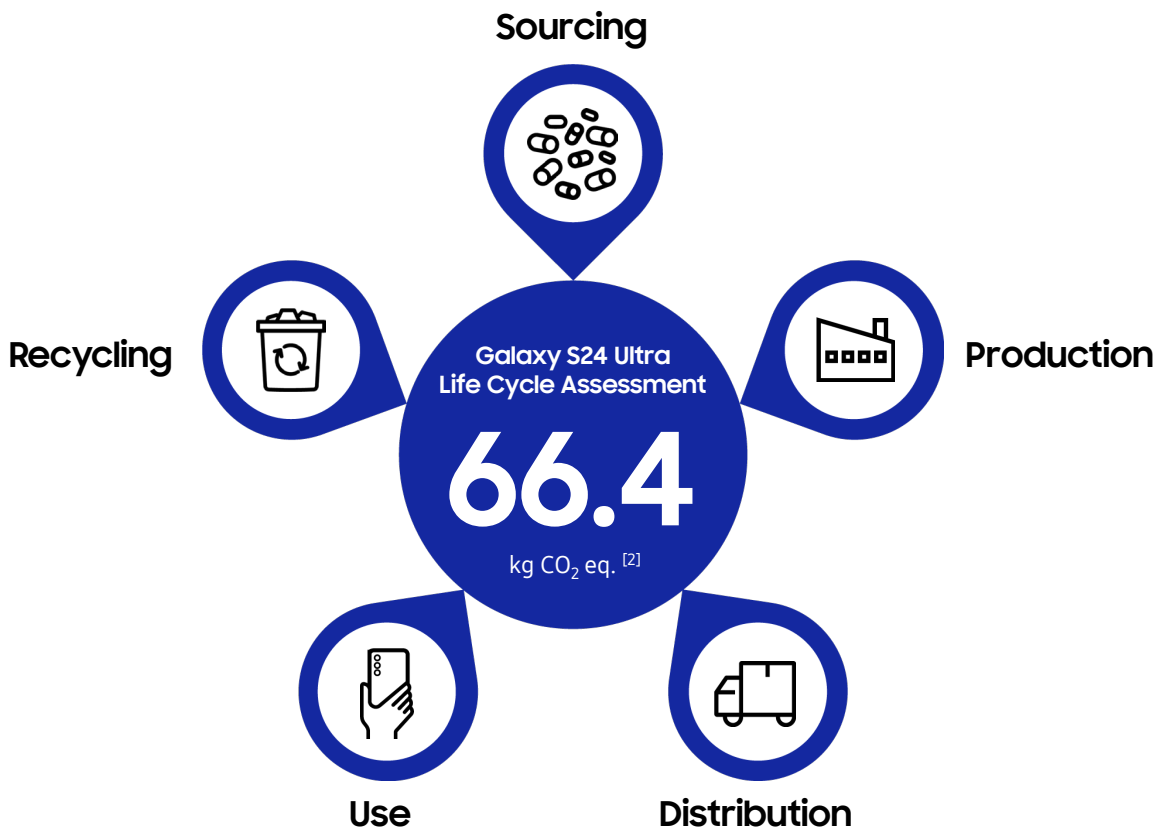 Sourcing
Recycling
Production
Galaxy S24 Ultra
Life Cycle Assessment
66.4
kg CO₂ eq. [2]
Use
Distribution